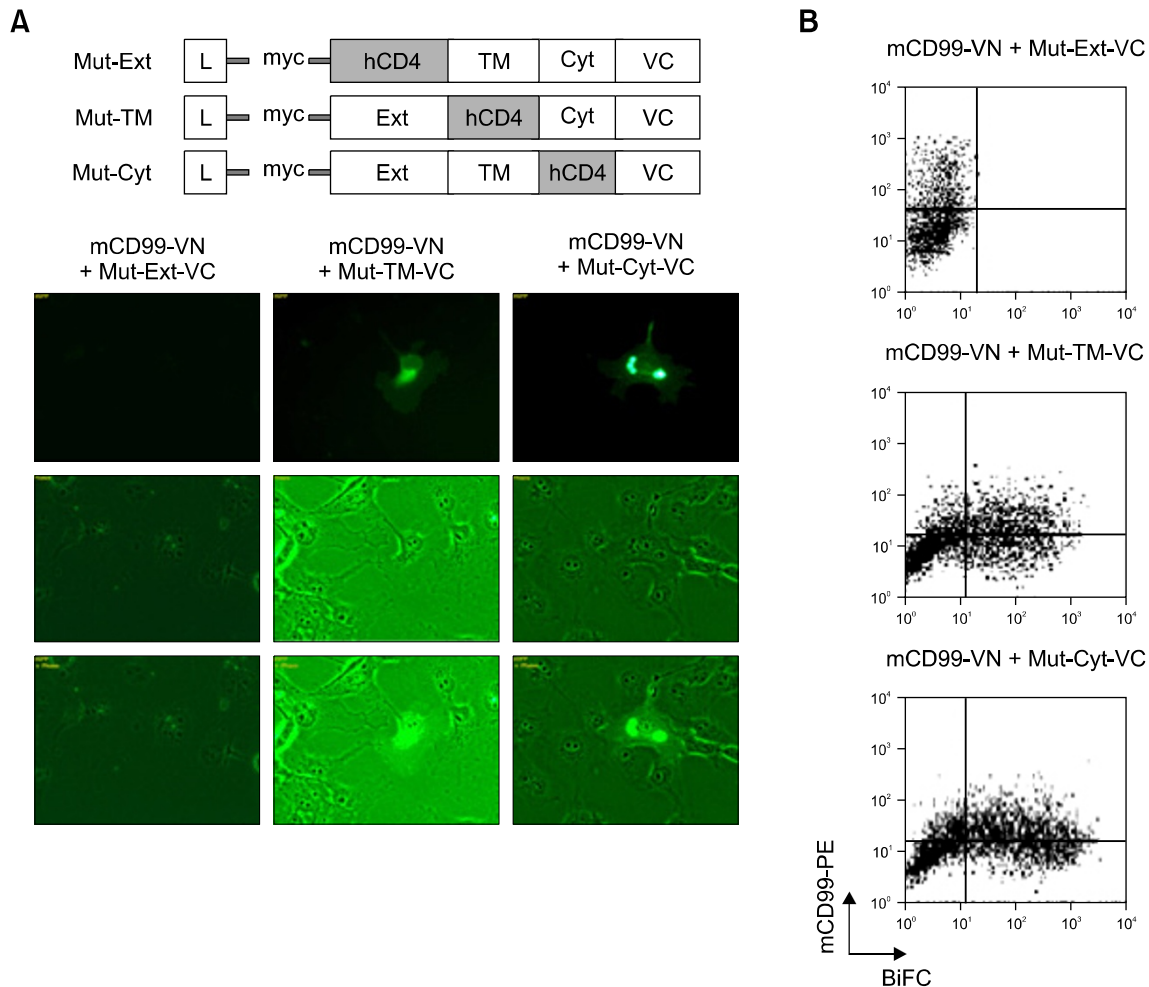 A
Mut-Ext L myc hCD4 TM Cyt VC
Mut-TM L myc Ext hCD4 Cyt VC
Mut-Cyt L myc Ext TM hCD4 VC
mCD99-VN
+ Mut-Ext-VC
mCD99-VN
+ Mut-TM-VC
mCD99-VN
+ Mut-Cyt-VC
B
mCD99-VN + Mut-Ext-VC
10⁴
10³
10²
10¹
10⁰
10⁰ 10¹ 10² 10³ 10⁴
mCD99-VN + Mut-TM-VC
10⁴
10³
10²
10¹
10⁰
10⁰ 10¹ 10² 10³ 10⁴
mCD99-VN + Mut-Cyt-VC
10⁴
10³
10²
10¹
10⁰
10⁰ 10¹ 10² 10³ 10⁴
mCD99-PE
BiFC